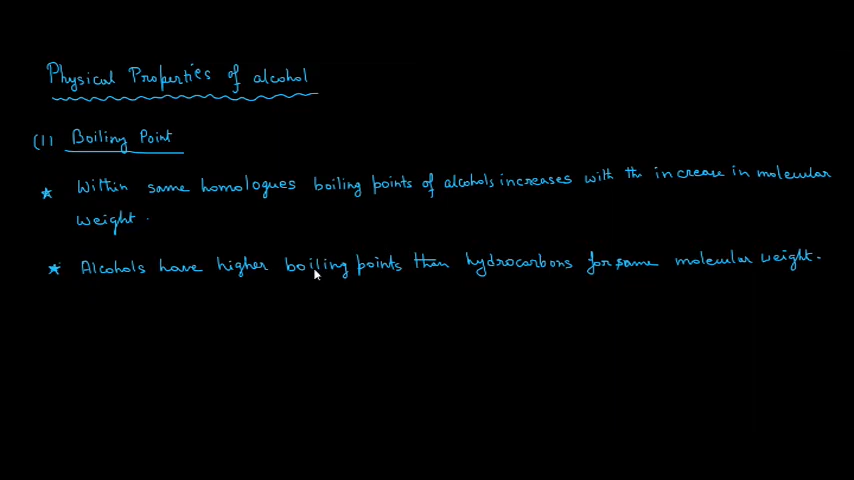 Physical Properties of alcohol
(1) Boiling Point
★ Within same homologues boiling points of alcohols increases with th increase in molecular
weight.
★ Alcohols have higher boiling points than hydrocarbons for same molecular weight.